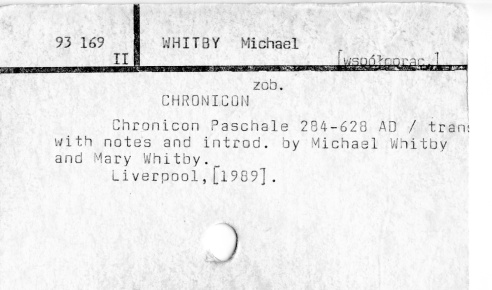 93 169 WHITBY Michael
II [współprac.]
zob.
CHRONICON
Chronicon Paschale 284-628 AD / trans
with notes and introd. by Michael Whitby
and Mary Whitby.
Liverpool, [1989].